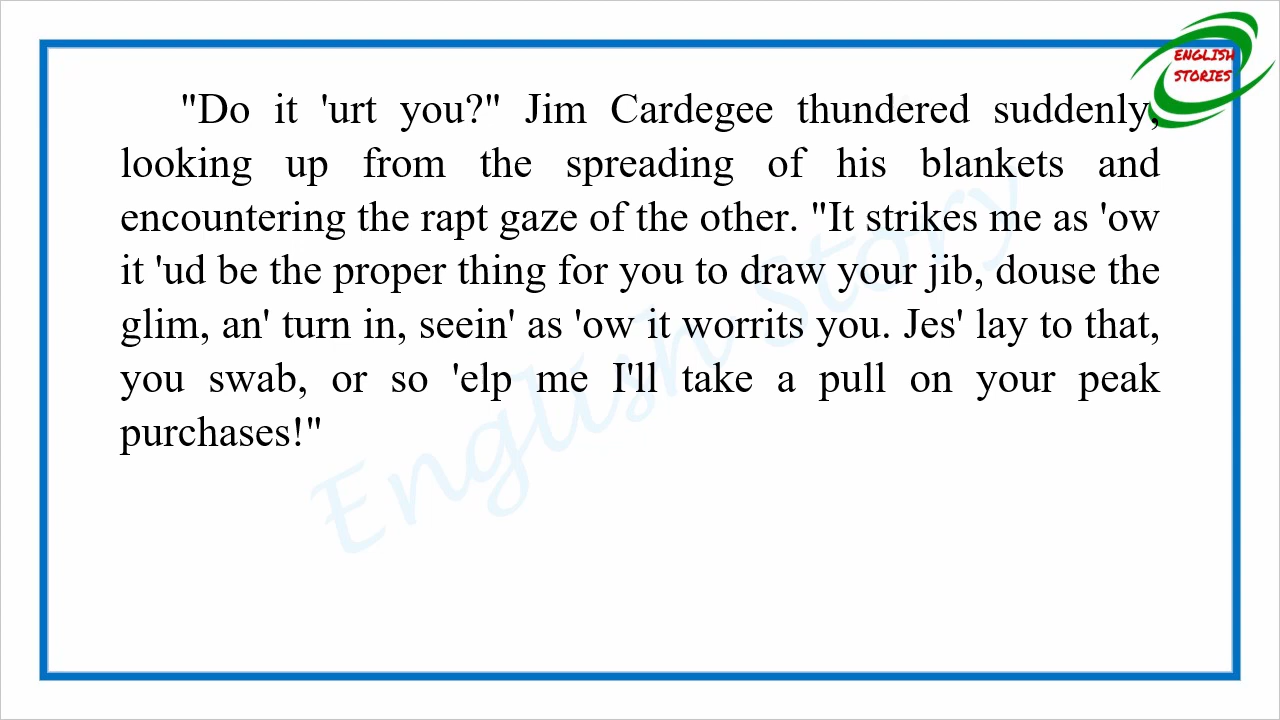 ENGLISH
STORIES
"Do it 'urt you?" Jim Cardegee thundered suddenly,
looking up from the spreading of his blankets and
encountering the rapt gaze of the other. "It strikes me as 'ow
it 'ud be the proper thing for you to draw your jib, douse the
glim, an' turn in, seein' as 'ow it worrits you. Jes' lay to that,
you swab, or so 'elp me I'll take a pull on your peak
purchases!"
English Story